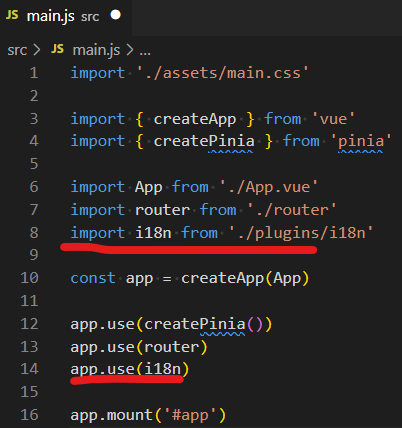 JS main.js
src > JS main.js > ...
1 import './assets/main.css'
2
3 import { createApp } from 'vue'
4 import { createPinia } from 'pinia'
5
6 import App from './App.vue'
7 import router from './router'
8 import i18n from './plugins/i18n'
9
10 const app = createApp(App)
11
12 app.use(createPinia())
13 app.use(router)
14 app.use(i18n)
15
16 app.mount('#app')